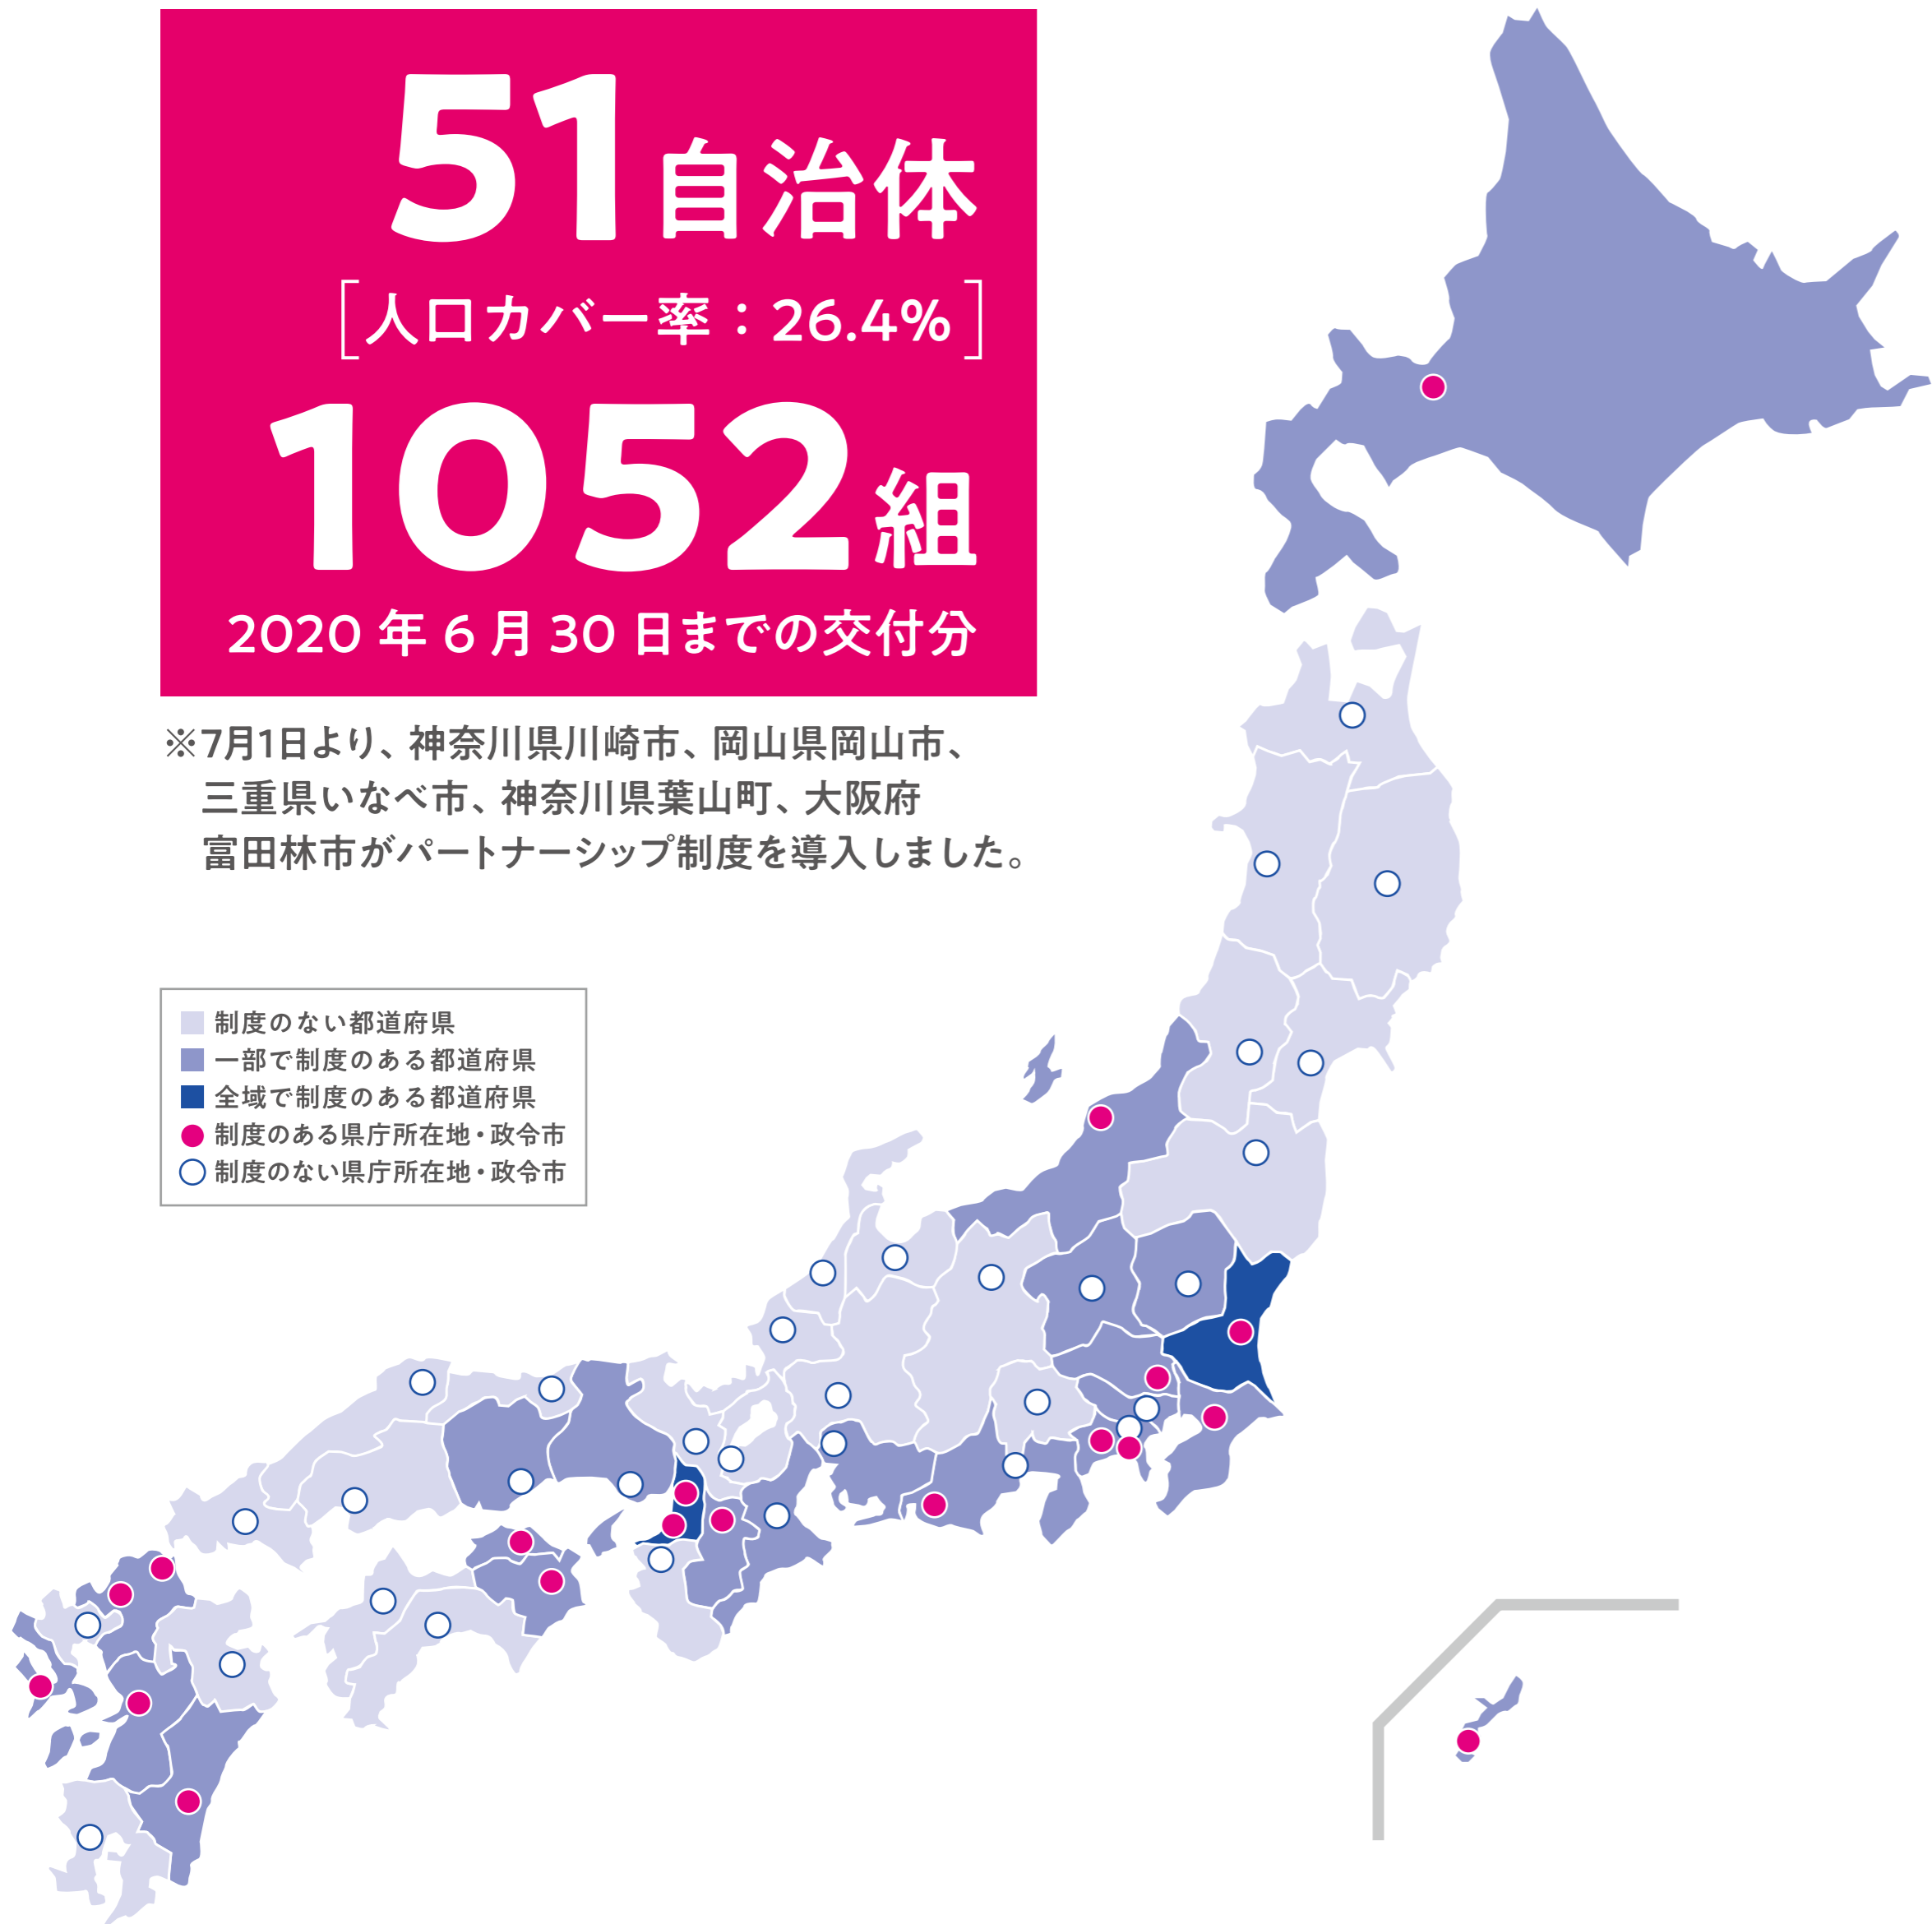 51自治体
[人口カバー率：26.4%]
1052組
2020年6月30日までの交付分
※7月1日より、神奈川県川崎市、岡山県岡山市、
三重県いなべ市、神奈川県葉山町、大阪府
富田林市がパートナーシップ制度を導入しました。
制度のない都道府県
一部で制度のある都道府県
全域で制度のある都道府県
制度のある県庁所在地・政令市
制度のない県庁所在地・政令市